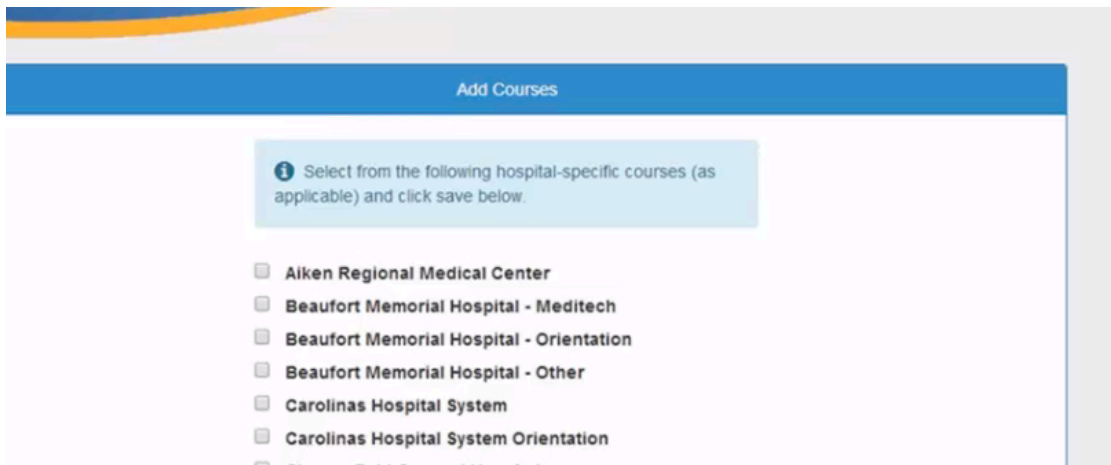 Add Courses
Select from the following hospital-specific courses (as
applicable) and click save below.
Aiken Regional Medical Center
Beaufort Memorial Hospital - Meditech
Beaufort Memorial Hospital - Orientation
Beaufort Memorial Hospital - Other
Carolinas Hospital System
Carolinas Hospital System Orientation